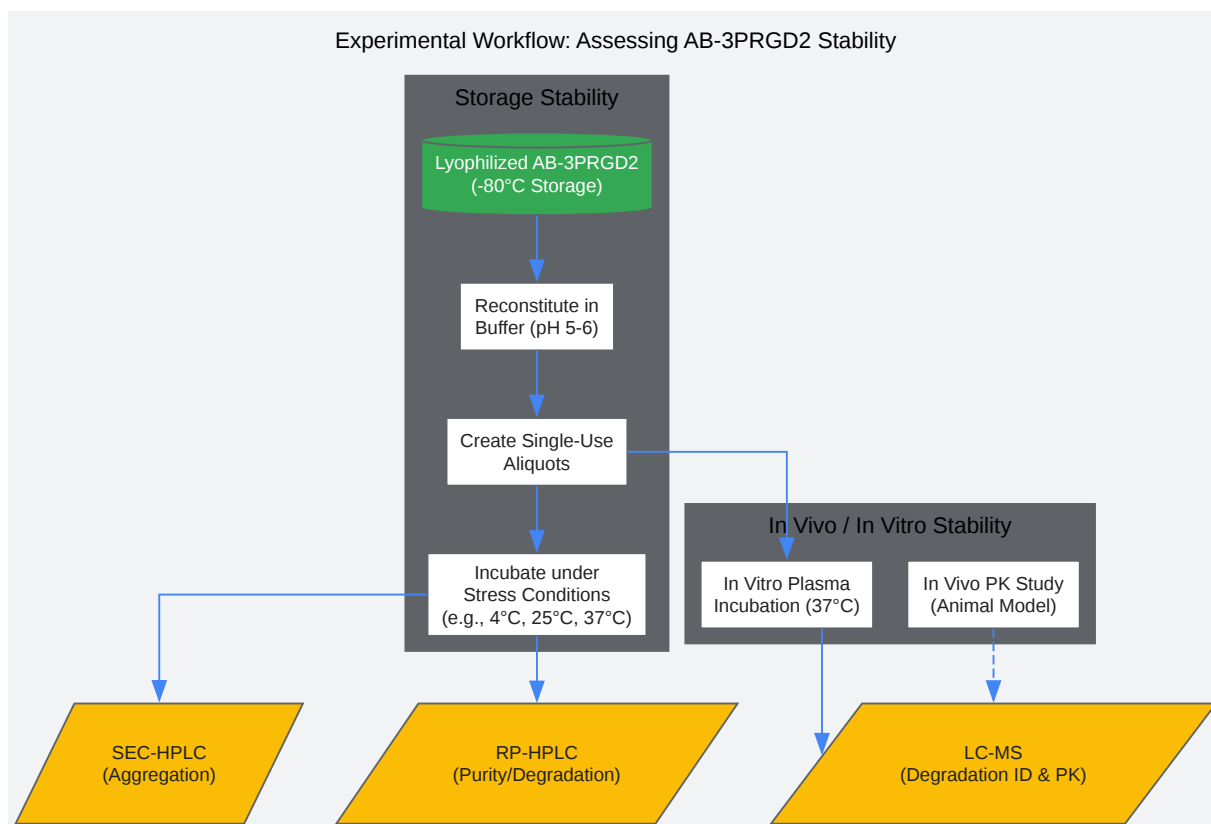 Experimental Workflow: Assessing AB-3PRGD2 Stability
Storage Stability
Lyophilized AB-3PRGD2
(-80°C Storage)
Reconstitute in
Buffer (pH 5-6)
Create Single-Use
Aliquots
Incubate under
Stress Conditions
(e.g., 4°C, 25°C, 37°C)
In Vivo / In Vitro Stability
In Vitro Plasma
Incubation (37°C)
In Vivo PK Study
(Animal Model)
SEC-HPLC
(Aggregation)
RP-HPLC
(Purity/Degradation)
LC-MS
(Degradation ID & PK)